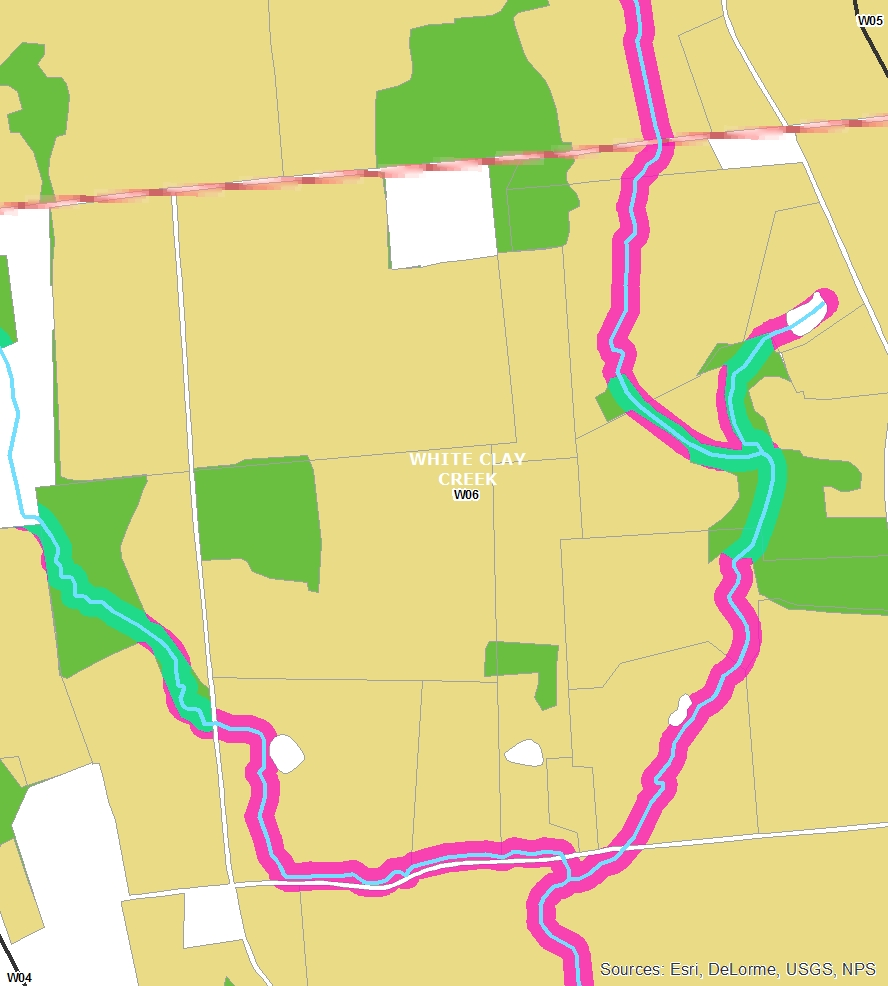 W05
WHITE CLAY
CREEK
W06
Sources: Esri, DeLorme, USGS, NPS
W04